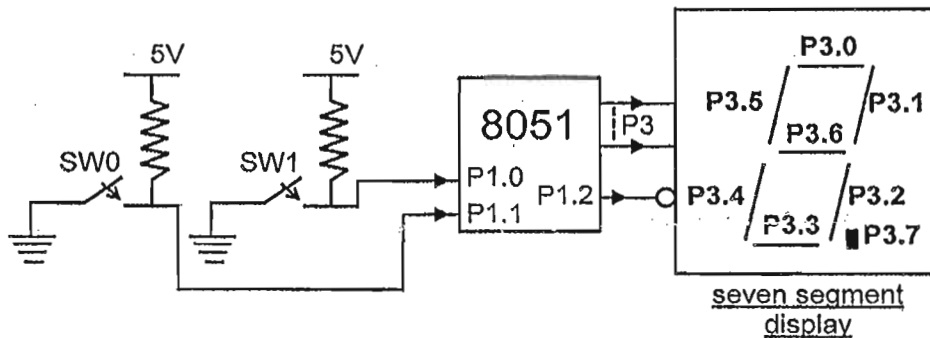 5V
5V
SW0
SW1
8051
P1.0
P1.1
P1.2
P3
P3.0
P3.5
P3.1
P3.6
P3.4
P3.2
P3.3
P3.7
seven segment
display